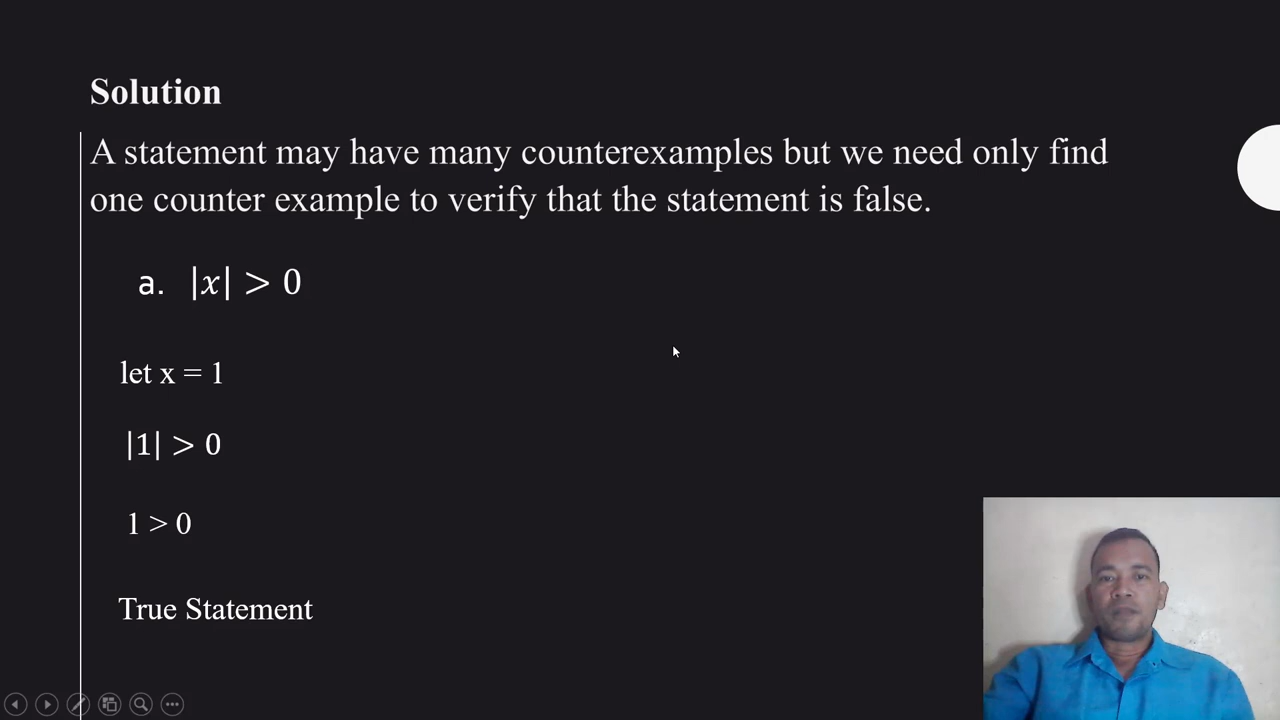 Solution
A statement may have many counterexamples but we need only find
one counter example to verify that the statement is false.
a. |x| > 0
let x = 1
|1| > 0
1 > 0
True Statement